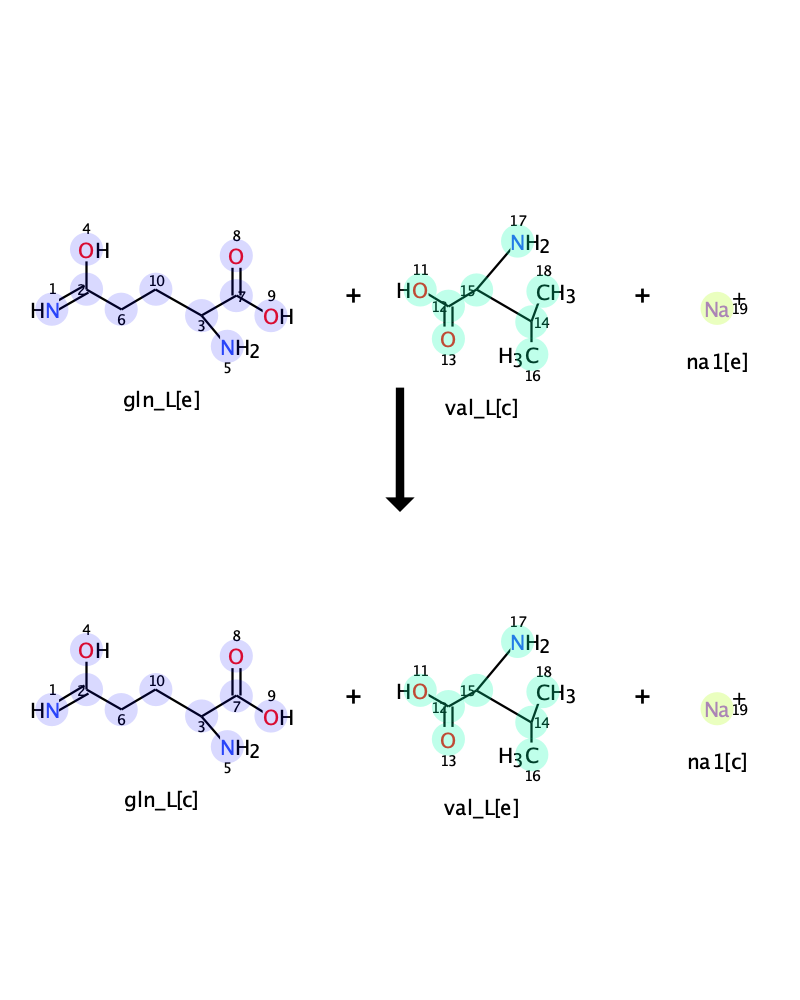 4 8 17
OH O NH2
1 2 10 11 15 18
HN HO CH3
6 3 7 9 12 14 + + Na+ 19
OH O H3C
NH2 13 16
5
gln_L[e] val_L[c] na1[e]
4 8 17
OH O NH2
1 2 10 11 15 18
HN HO CH3
6 3 7 9 12 14 + + Na+ 19
OH O H3C
NH2 13 16
5
gln_L[c] val_L[e] na1[c]